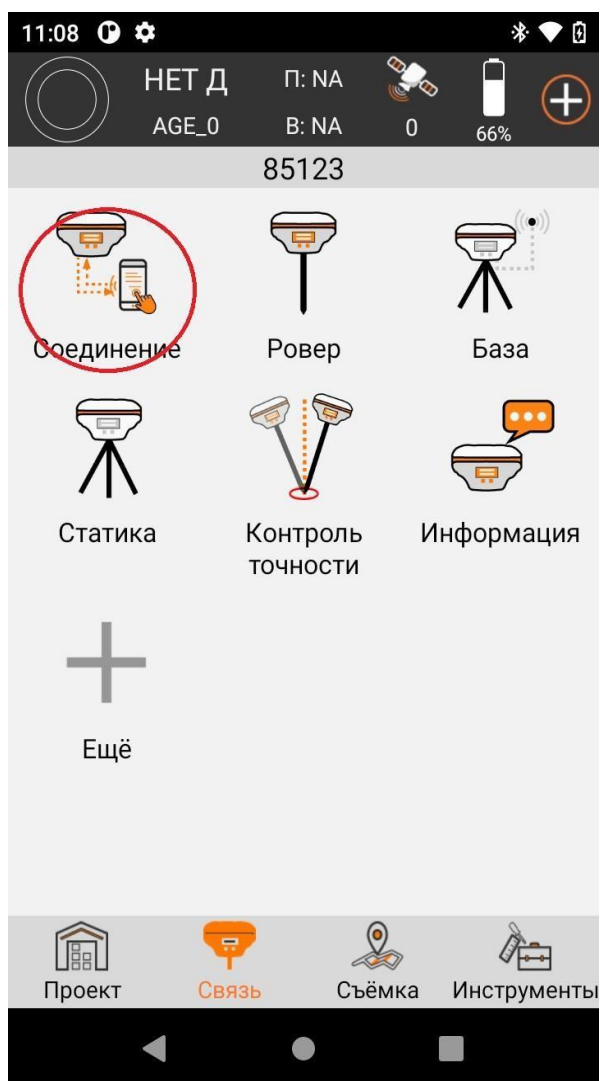 11:08
НЕТ Д П: NA
AGE_0 В: NA 0 66%
85123
Соединение Ровер База
Статика Контроль точности Информация
Ещё
Проект Связь Съёмка Инструменты